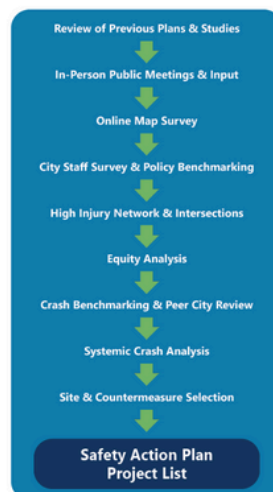 Review of Previous Plans & Studies
In-Person Public Meetings & Input
Online Map Survey
City Staff Survey & Policy Benchmarking
High Injury Network & Intersections
Equity Analysis
Crash Benchmarking & Peer City Review
Systemic Crash Analysis
Site & Countermeasure Selection
Safety Action Plan
Project List